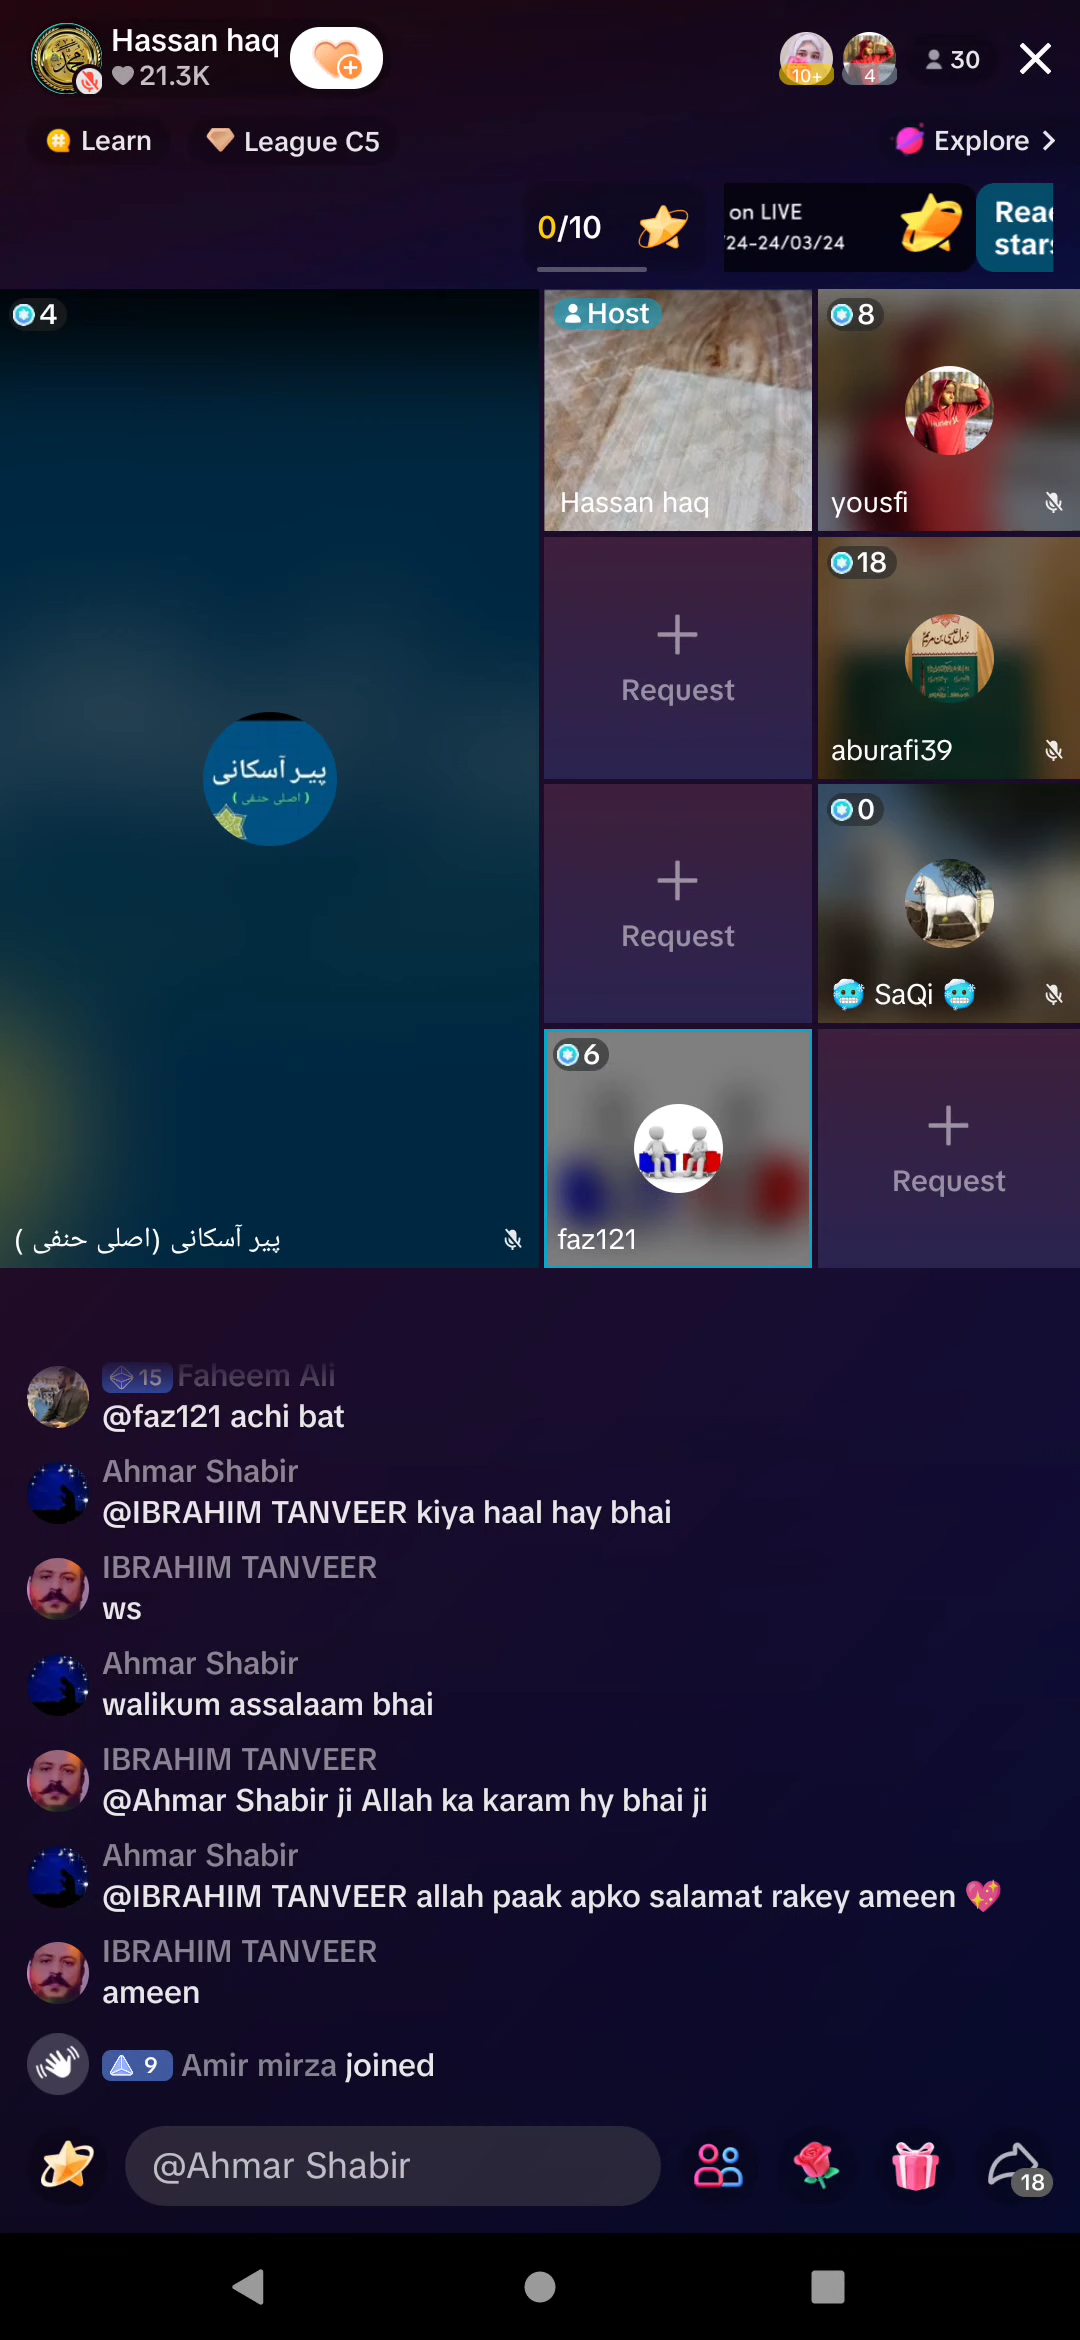 Hassan haq
21.3K
10+
4
30
Learn
League C5
Explore
0/10
on LIVE
24-24/03/24
stars
4
Host
Hassan haq
8
yousfi
Request
18
نزول عیسیٰ بن مریم
aburafi39
پیر آسکانی
( اصلی حنفی )
Request
0
🥶 SaQi 🥶
6
faz121
Request
پیر آسکانی (اصلی حنفی )
15 Faheem Ali
@faz121 achi bat
Ahmar Shabir
@IBRAHIM TANVEER kiya haal hay bhai
IBRAHIM TANVEER
ws
Ahmar Shabir
walikum assalaam bhai
IBRAHIM TANVEER
@Ahmar Shabir ji Allah ka karam hy bhai ji
Ahmar Shabir
@IBRAHIM TANVEER allah paak apko salamat rakey ameen 💖
IBRAHIM TANVEER
ameen
9 Amir mirza joined
@Ahmar Shabir
18